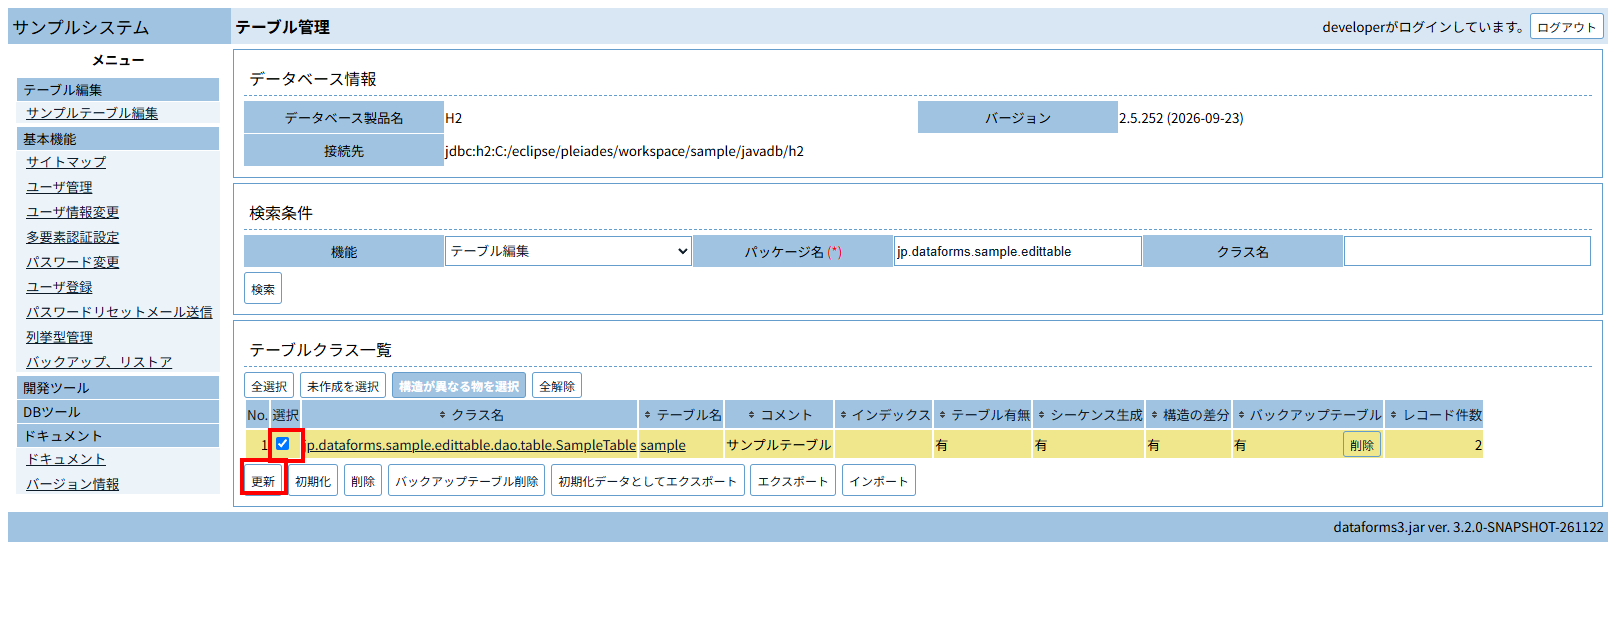 サンプルシステム
テーブル管理
developerがログインしています。 ログアウト
メニュー
テーブル編集
サンプルテーブル編集
基本機能
サイトマップ
ユーザ管理
ユーザ情報変更
多要素認証設定
パスワード変更
ユーザ登録
パスワードリセットメール送信
列挙型管理
バックアップ、リストア
開発ツール
DBツール
ドキュメント
ドキュメント
バージョン情報
データベース情報
データベース製品名 H2 バージョン 2.5.252 (2026-09-23)
接続先 jdbc:h2:C:/eclipse/pleiades/workspace/sample/javadb/h2
検索条件
機能 テーブル編集 パッケージ名 (*) jp.dataforms.sample.edittable クラス名
検索
テーブルクラス一覧
全選択 未作成を選択 構造が異なる物を選択 全解除
No. 選択 クラス名 テーブル名 コメント インデックス テーブル有無 シーケンス生成 構造の差分 バックアップテーブル レコード件数
1 jp.dataforms.sample.edittable.dao.table.SampleTable sample サンプルテーブル 有 有 有 有 削除 2
更新 初期化 削除 バックアップテーブル削除 初期化データとしてエクスポート エクスポート インポート
dataforms3.jar ver. 3.2.0-SNAPSHOT-261122